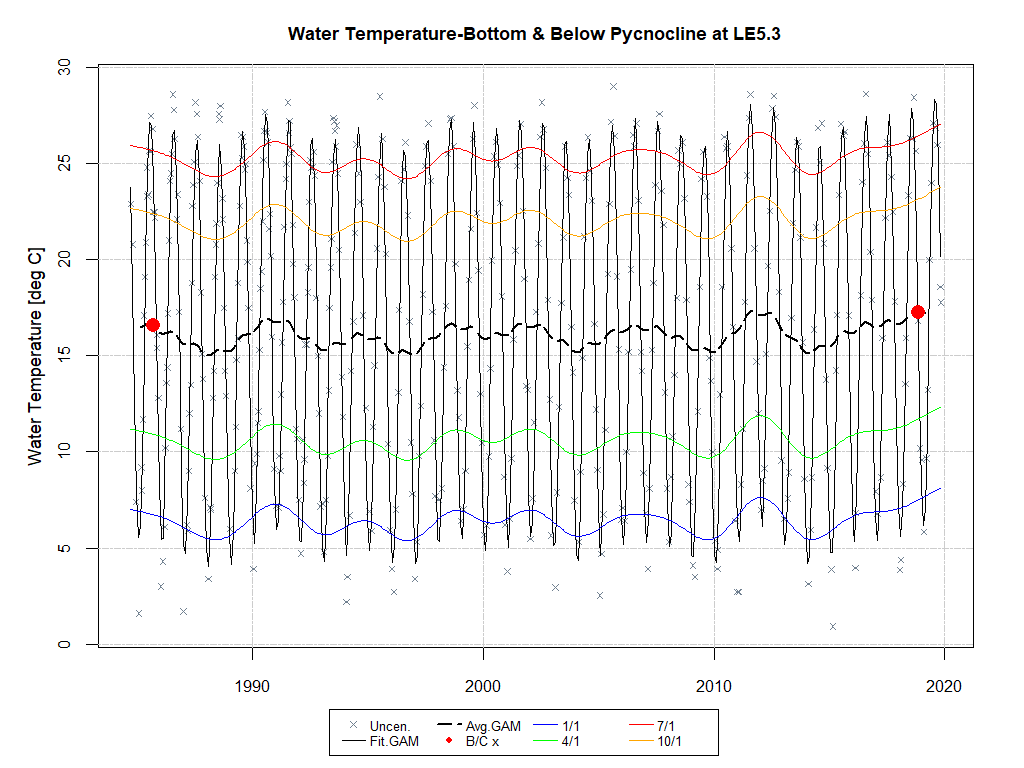 Water Temperature-Bottom & Below Pycnocline at LE5.3
Water Temperature [deg C]
30
25
20
15
10
5
0
1990 2000 2010 2020
Uncen. Avg.GAM 1/1 7/1
Fit.GAM B/C x 4/1 10/1